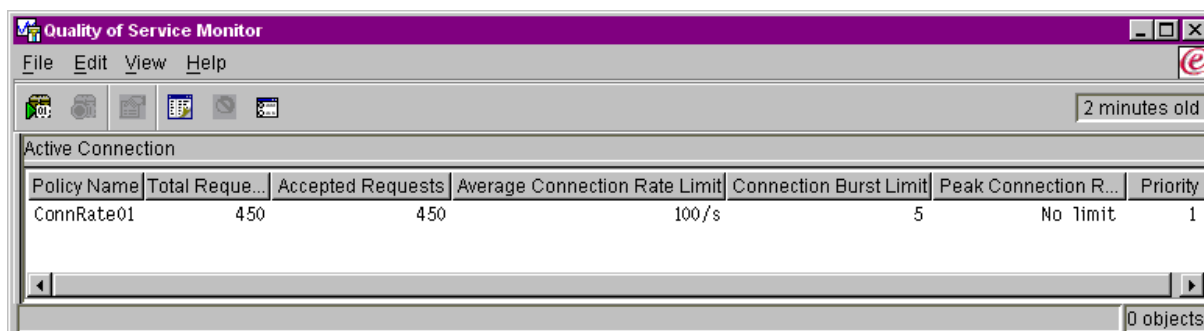 Quality of Service Monitor
File Edit View Help
2 minutes old
Active Connection
Policy Name Total Reque... Accepted Requests Average Connection Rate Limit Connection Burst Limit Peak Connection R... Priority
ConnRate01 450 450 100/s 5 No limit 1
0 objects